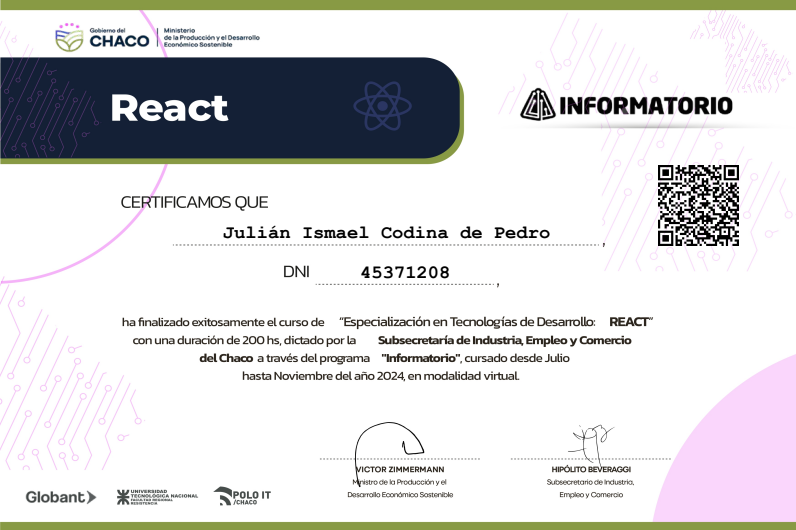 Gobierno del
CHACO
Ministerio
de la Producción y el Desarrollo
Económico Sostenible
React
INFORMATORIO
CERTIFICAMOS QUE
Julián Ismael Codina de Pedro,
DNI 45371208,
ha finalizado exitosamente el curso de “Especialización en Tecnologías de Desarrollo: REACT”
con una duración de 200 hs, dictado por la Subsecretaría de Industria, Empleo y Comercio
del Chaco a través del programa "Informatorio", cursado desde Julio
hasta Noviembre del año 2024, en modalidad virtual.
VICTOR ZIMMERMANN
Ministro de la Producción y el
Desarrollo Económico Sostenible
HIPÓLITO BEVERAGGI
Subsecretario de Industria,
Empleo y Comercio
Globant
UNIVERSIDAD
TECNOLÓGICA NACIONAL
FACULTAD REGIONAL
RESISTENCIA
POLO IT
/CHACO